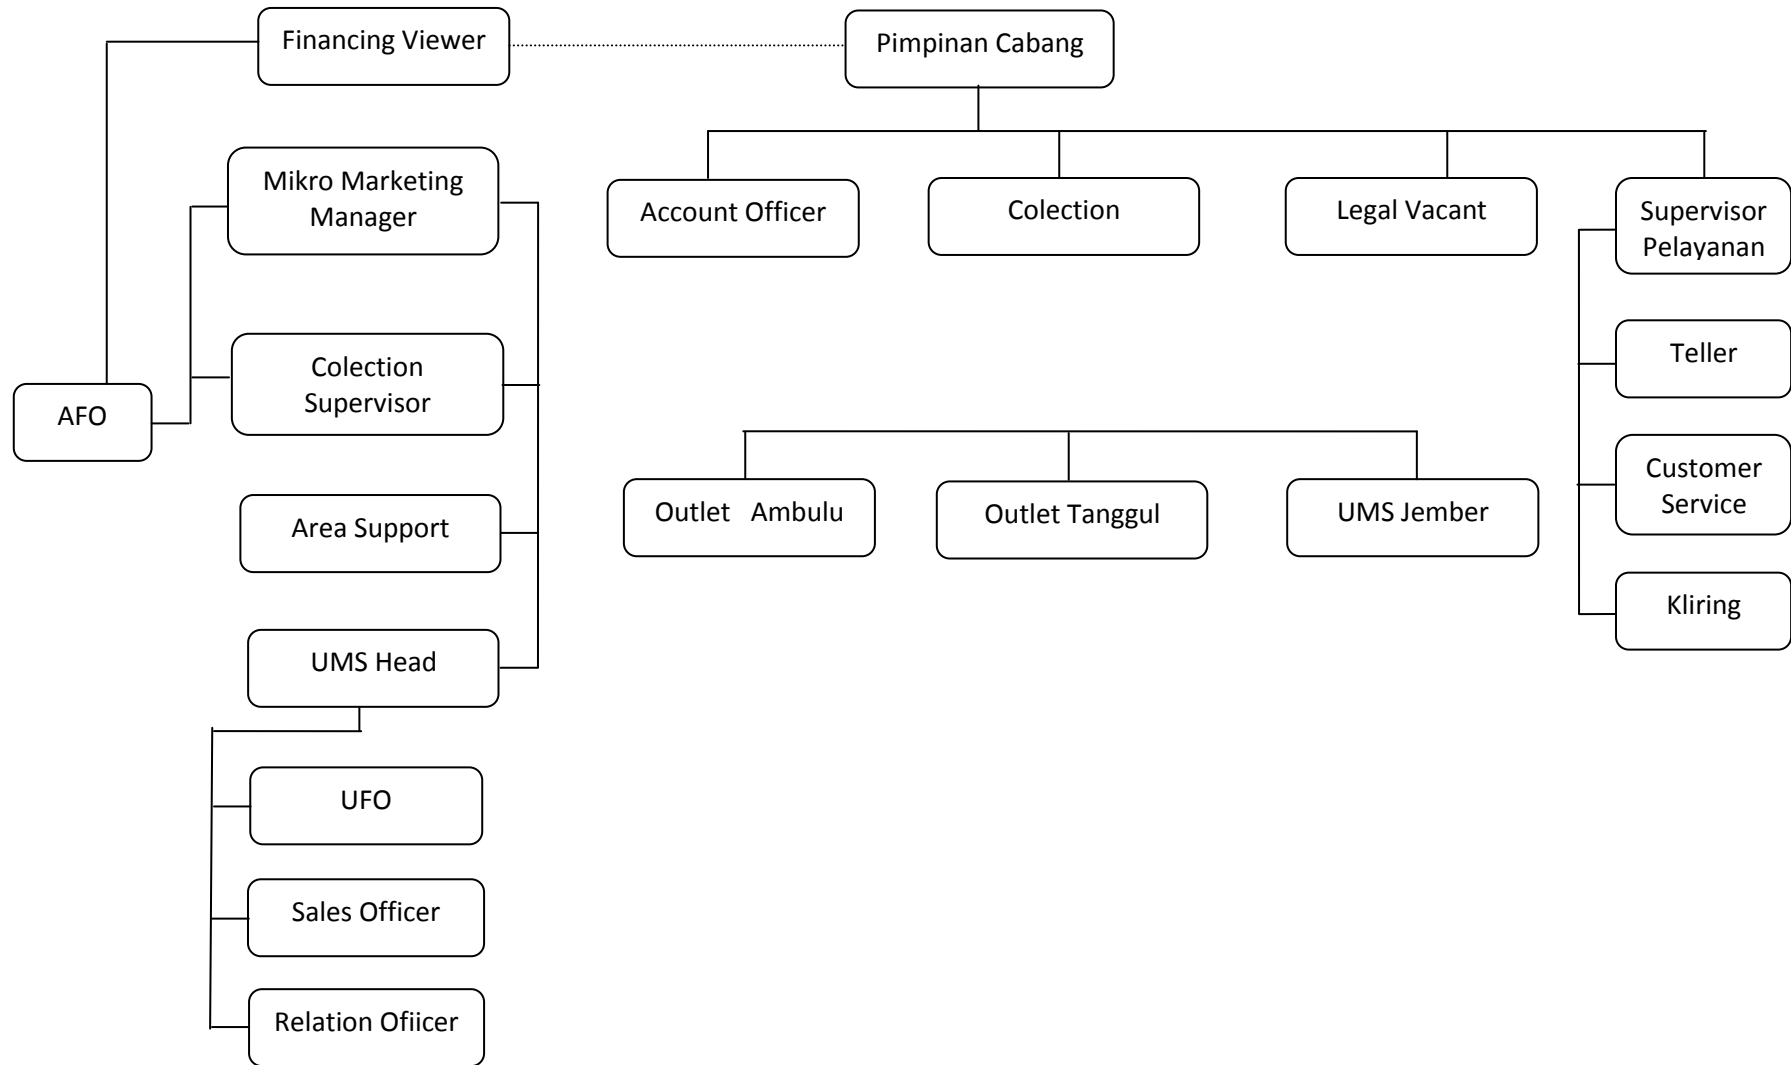 Financing Viewer
Pimpinan Cabang
Mikro Marketing
Manager
Account Officer
Colection
Legal Vacant
Supervisor
Pelayanan
Colection
Supervisor
AFO
Teller
Area Support
Outlet   Ambulu
Outlet Tanggul
UMS Jember
Customer
Service
UMS Head
Kliring
UFO
Sales Officer
Relation Ofiicer